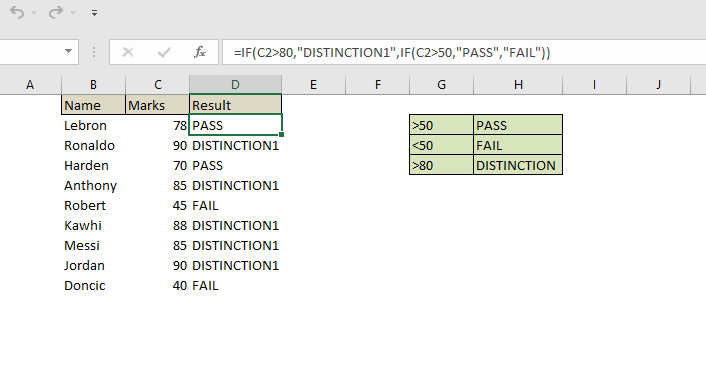 fx =IF(C2>80,"DISTINCTION1",IF(C2>50,"PASS","FAIL"))
A B C D E F G H I J
Name Marks Result
Lebron 78 PASS >50 PASS
Ronaldo 90 DISTINCTION1 <50 FAIL
Harden 70 PASS >80 DISTINCTION
Anthony 85 DISTINCTION1
Robert 45 FAIL
Kawhi 88 DISTINCTION1
Messi 85 DISTINCTION1
Jordan 90 DISTINCTION1
Doncic 40 FAIL